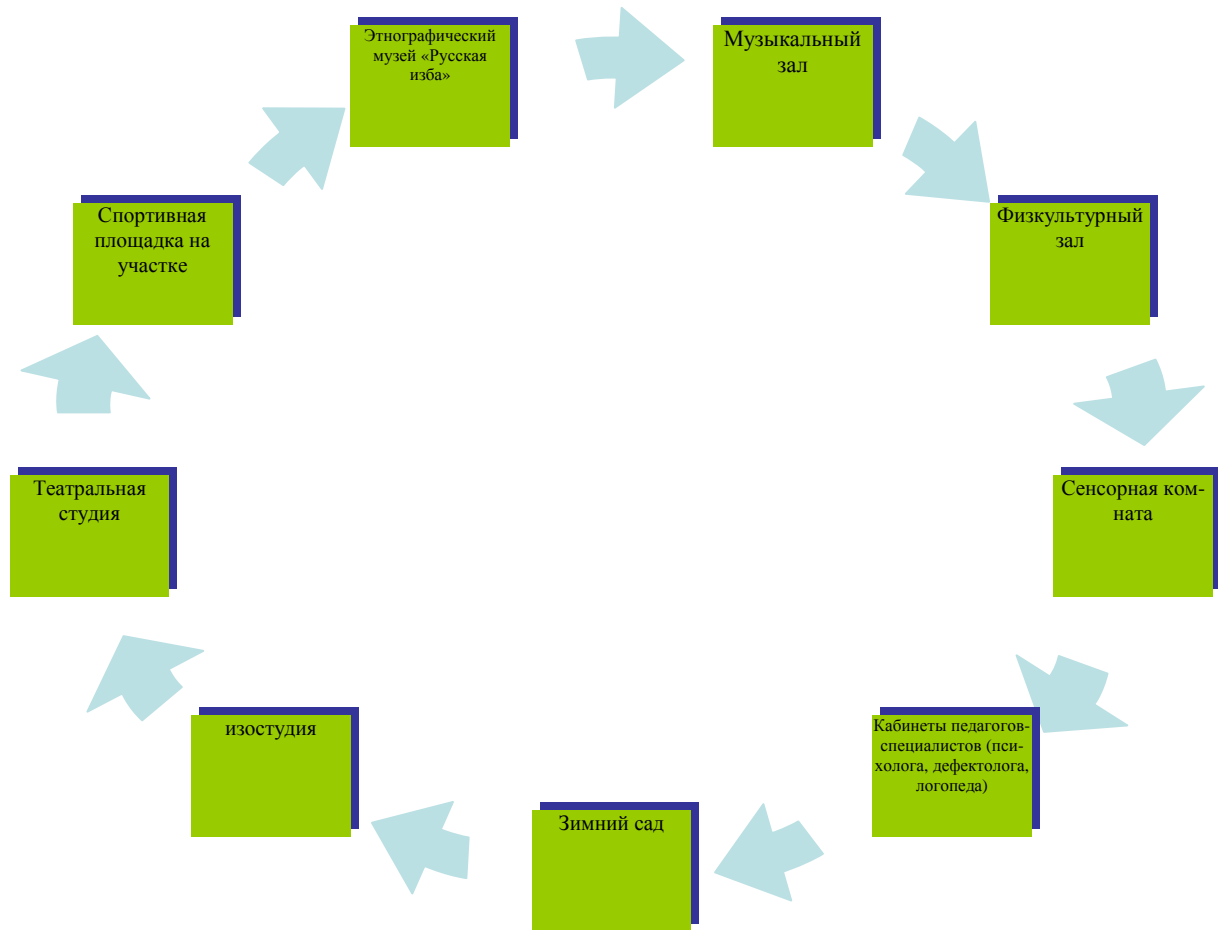 Этнографический
музей «Русская
изба»
Музыкальный
зал
Физкультурный
зал
Сенсорная ком-
ната
Кабинеты педагогов-
специалистов (пси-
холога, дефектолога,
логопеда)
Зимний сад
изостудия
Театральная
студия
Спортивная
площадка на
участке